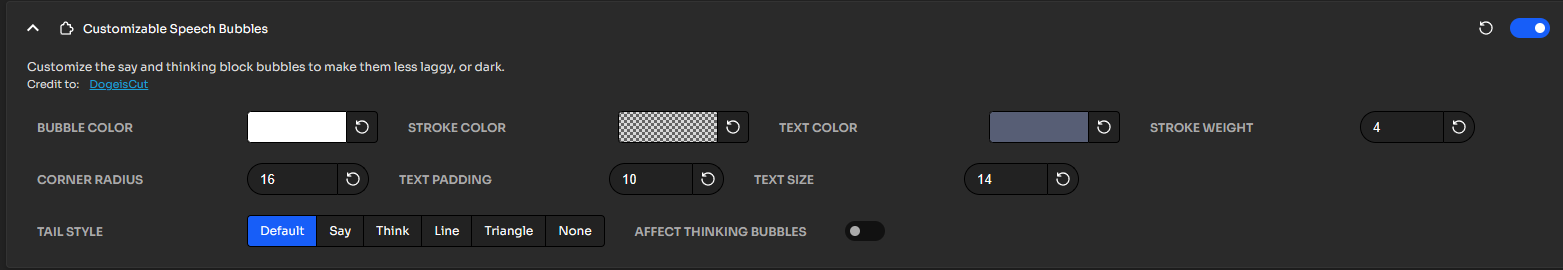 Customizable Speech Bubbles
Customize the say and thinking block bubbles to make them less laggy, or dark.
Credit to: DogeisCut
BUBBLE COLOR STROKE COLOR TEXT COLOR STROKE WEIGHT 4
CORNER RADIUS 16 TEXT PADDING 10 TEXT SIZE 14
TAIL STYLE Default Say Think Line Triangle None AFFECT THINKING BUBBLES